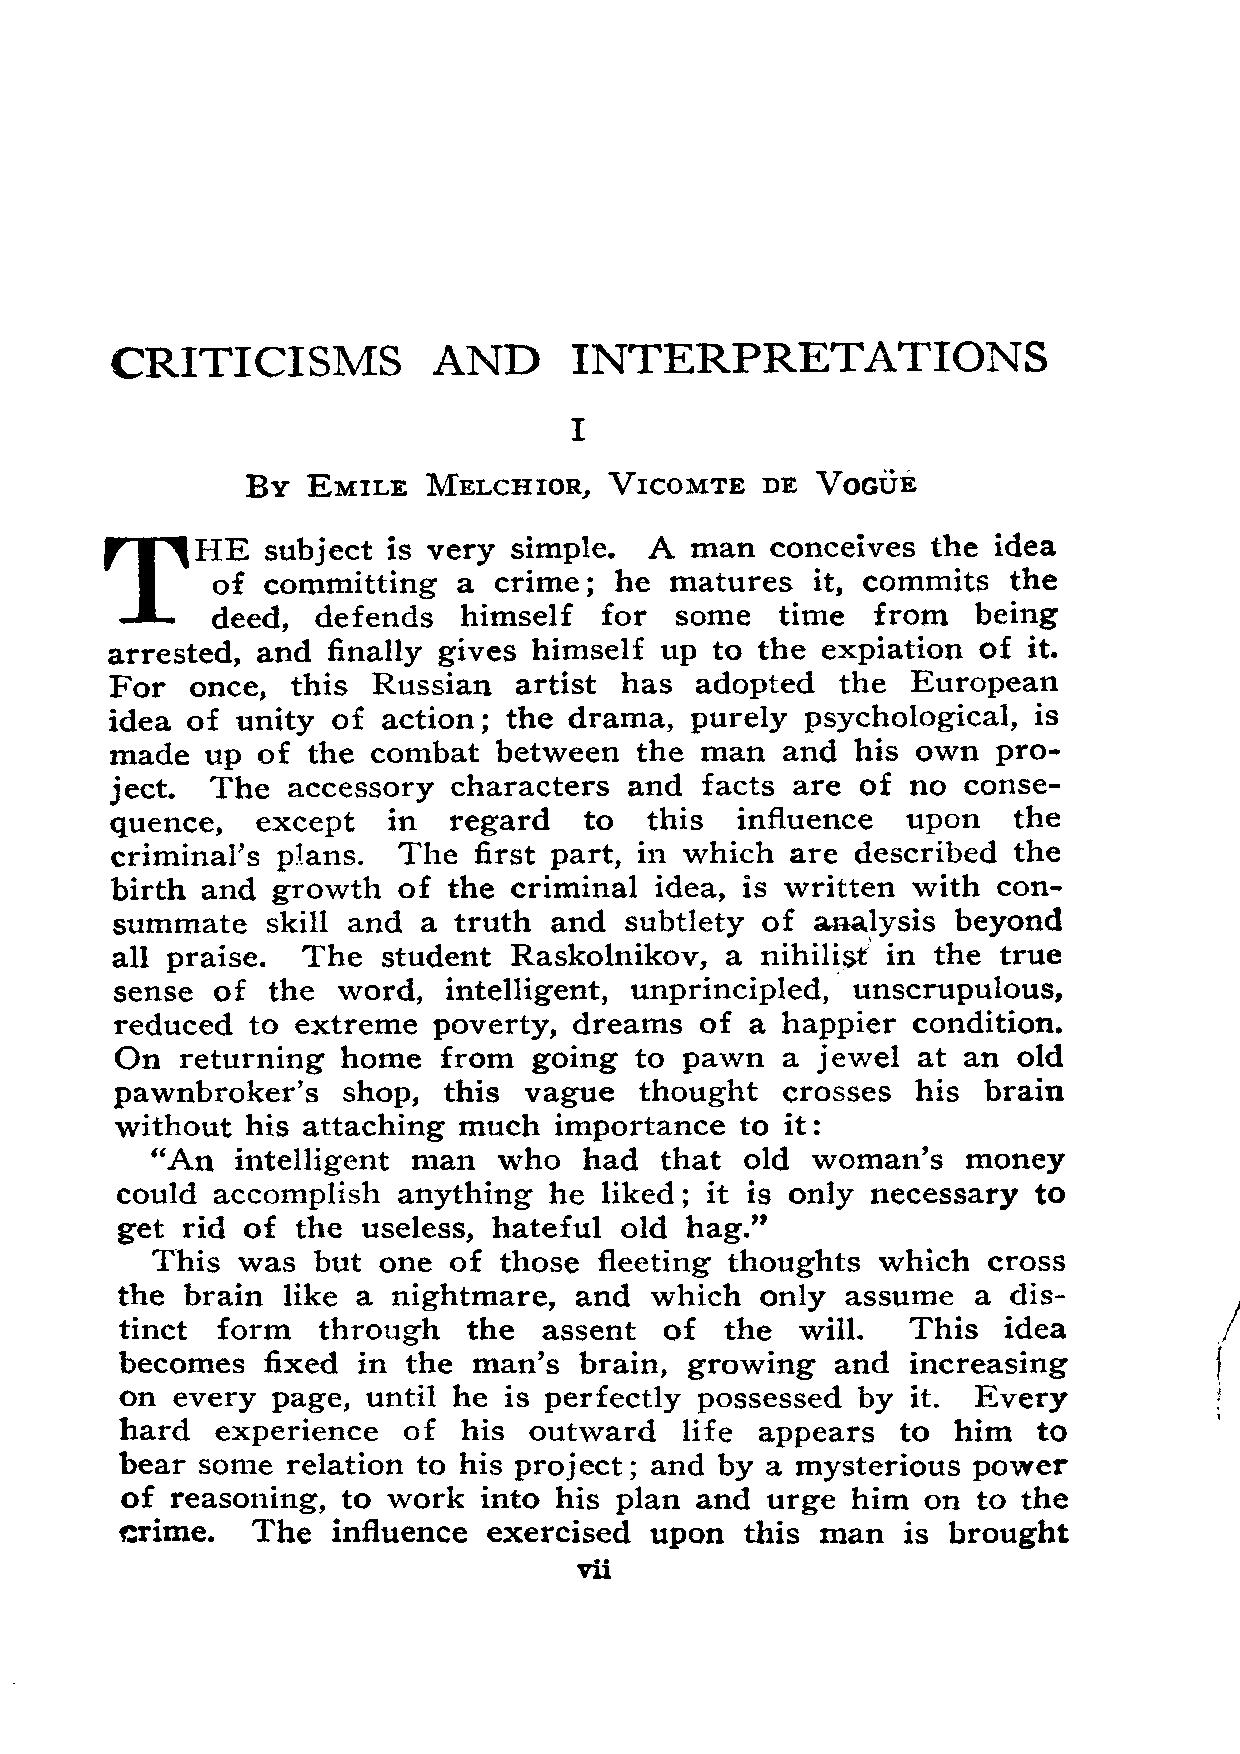 CRITICISMS AND INTERPRETATIONS
I
By Emile Melchior, Vicomte de Vogüé
THE subject is very simple. A man conceives the idea
of committing a crime; he matures it, commits the
deed, defends himself for some time from being
arrested, and finally gives himself up to the expiation of it.
For once, this Russian artist has adopted the European
idea of unity of action; the drama, purely psychological, is
made up of the combat between the man and his own pro-
ject. The accessory characters and facts are of no conse-
quence, except in regard to this influence upon the
criminal's plans. The first part, in which are described the
birth and growth of the criminal idea, is written with con-
summate skill and a truth and subtlety of analysis beyond
all praise. The student Raskolnikov, a nihilist in the true
sense of the word, intelligent, unprincipled, unscrupulous,
reduced to extreme poverty, dreams of a happier condition.
On returning home from going to pawn a jewel at an old
pawnbroker's shop, this vague thought crosses his brain
without his attaching much importance to it:
“An intelligent man who had that old woman's money
could accomplish anything he liked; it is only necessary to
get rid of the useless, hateful old hag.”
This was but one of those fleeting thoughts which cross
the brain like a nightmare, and which only assume a dis-
tinct form through the assent of the will. This idea
becomes fixed in the man's brain, growing and increasing
on every page, until he is perfectly possessed by it. Every
hard experience of his outward life appears to him to
bear some relation to his project; and by a mysterious power
of reasoning, to work into his plan and urge him on to the
crime. The influence exercised upon this man is brought
vii